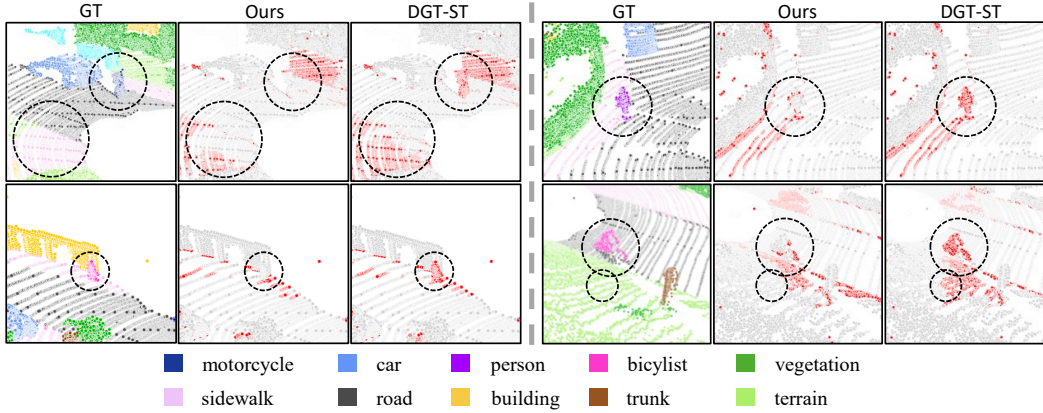 GT Ours DGT-ST GT Ours DGT-ST
motorcycle car person bicylist vegetation
sidewalk road building trunk terrain